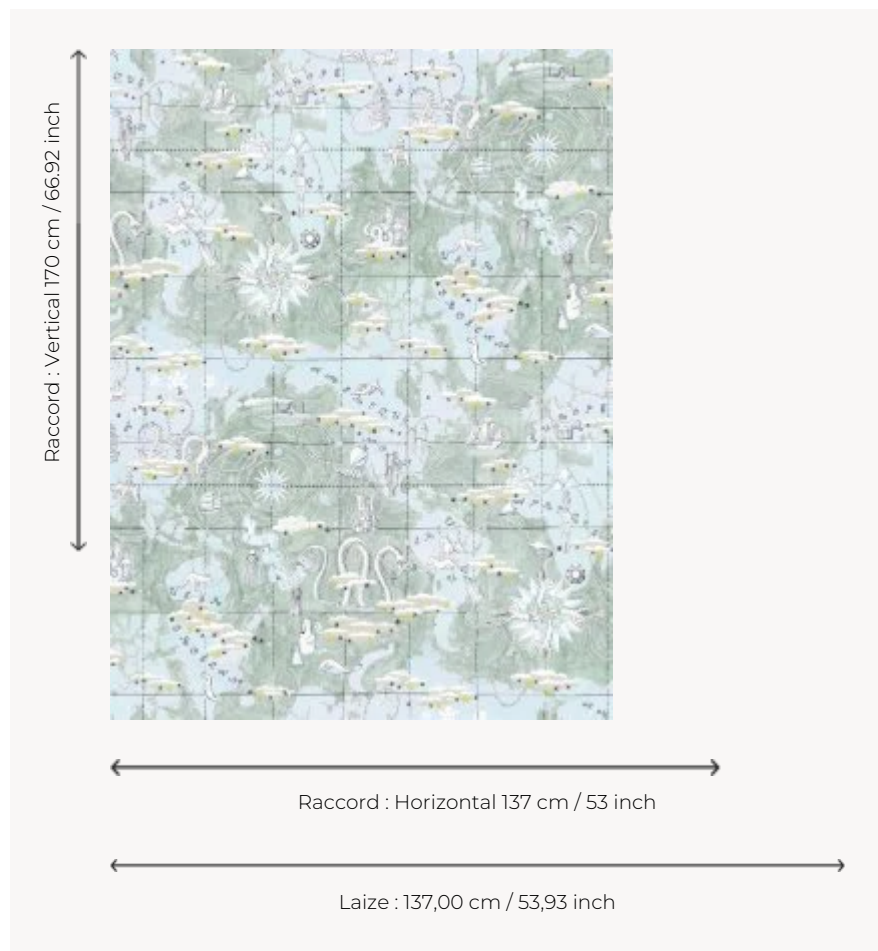 Raccord : Vertical 170 cm / 66.92 inch
Raccord : Horizontal 137 cm / 53 inch
Laize : 137,00 cm / 53,93 inch